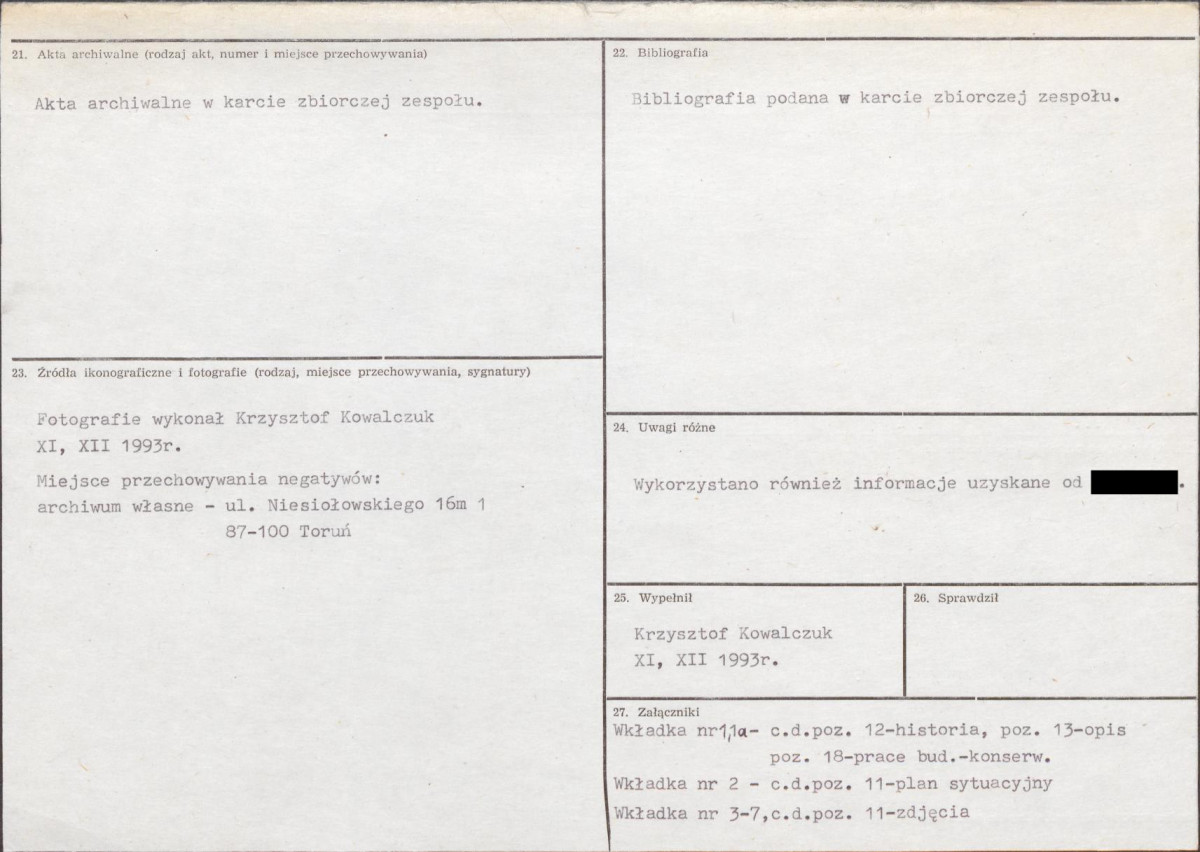 21. Akta archiwalne (rodzaj akt, numer i miejsce przechowywania)
Akta archiwalne w karcie zbiorczej zespołu.
22. Bibliografia
Bibliografia podana w karcie zbiorczej zespołu.
23. Źródła ikonograficzne i fotografie (rodzaj, miejsce przechowywania, sygnatury)
Fotografie wykonał Krzysztof Kowalczuk
XI, XII 1993r.
Miejsce przechowywania negatywów:
archiwum własne - ul. Niesiołowskiego 16m 1
87-100 Toruń
24. Uwagi różne
Wykorzystano również informacje uzyskane od .
25. Wypełnił
Krzysztof Kowalczuk
XI, XII 1993r.
26. Sprawdził
27. Załączniki
Wkładka nr1,1a- c.d.poz. 12-historia, poz. 13-opis
poz. 18-prace bud.-konserw.
Wkładka nr 2 - c.d.poz. 11-plan sytuacyjny
Wkładka nr 3-7,c.d.poz. 11-zdjęcia